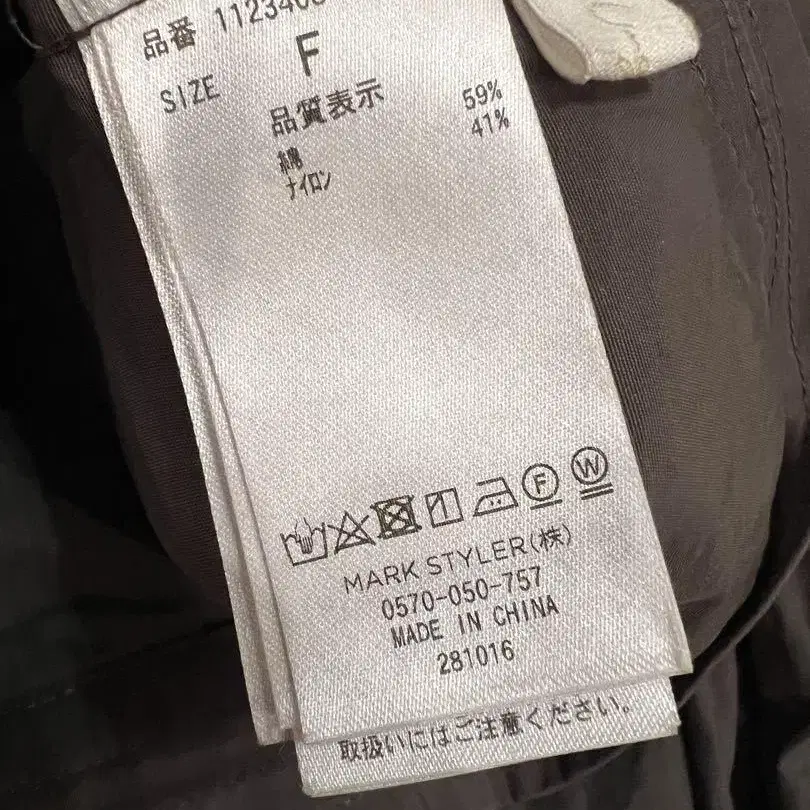 品番 112340
SIZE F
品質表示
綿 59%
ナイロン 41%
F W
MARK STYLER(株)
0570-050-757
MADE IN CHINA
281016
取扱いにはご注意ください。